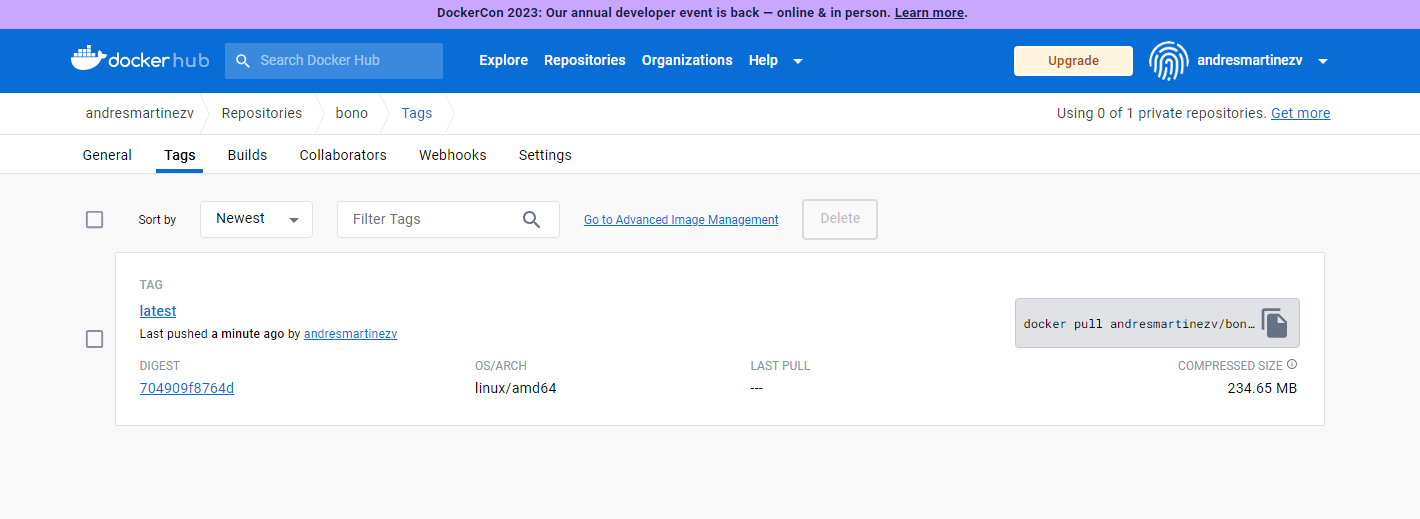 DockerCon 2023: Our annual developer event is back — online & in person. Learn more.
dockerhub Search Docker Hub Explore Repositories Organizations Help Upgrade andresmartinezv
andresmartinezv Repositories bono Tags Using 0 of 1 private repositories. Get more
General Tags Builds Collaborators Webhooks Settings
Sort by Newest Filter Tags Go to Advanced Image Management Delete
TAG
latest
Last pushed a minute ago by andresmartinezv
docker pull andresmartinezv/bon…
DIGEST OS/ARCH LAST PULL COMPRESSED SIZE
704909f8764d linux/amd64 --- 234.65 MB